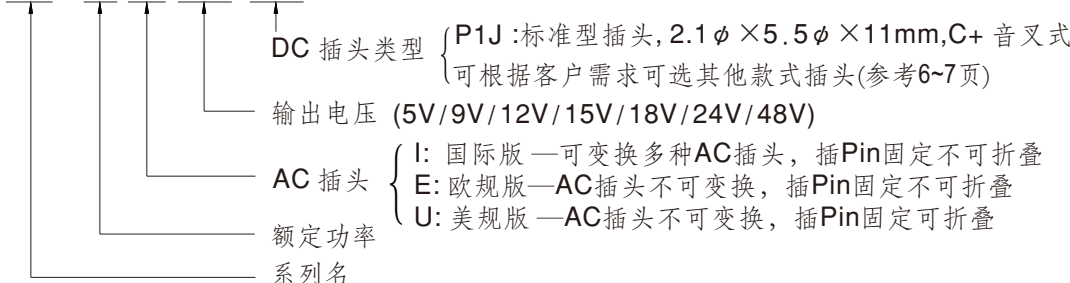 DC 插头类型 P1J :标准型插头, 2.1φ×5.5φ×11mm,C+ 音叉式
可根据客户需求可选其他款式插头(参考6~7页)
输出电压 (5V/9V/12V/15V/18V/24V/48V)
I: 国际版 —可变换多种AC插头，插Pin固定不可折叠
AC 插头 E: 欧规版—AC插头不可变换，插Pin固定不可折叠
U: 美规版 —AC插头不可变换，插Pin固定可折叠
额定功率
系列名